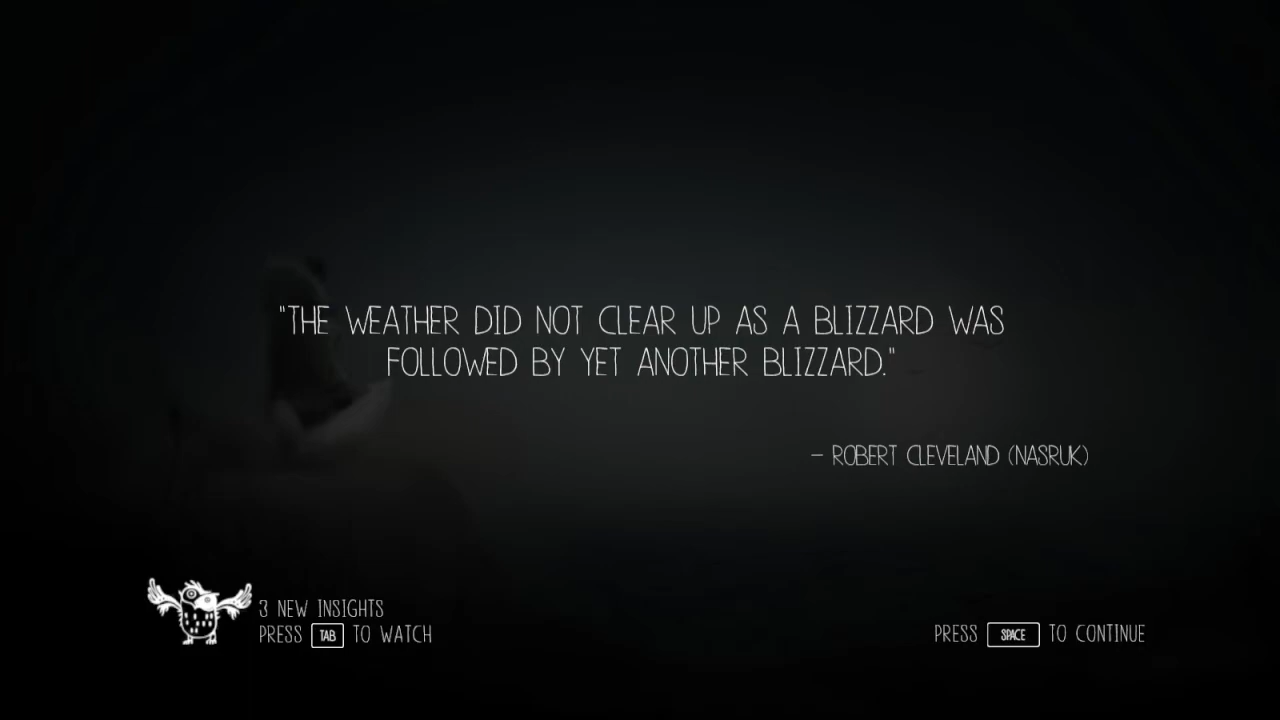 "THE WEATHER DID NOT CLEAR UP AS A BLIZZARD WAS
FOLLOWED BY YET ANOTHER BLIZZARD."
– ROBERT CLEVELAND (NASRUK)
3 NEW INSIGHTS
PRESS TAB TO WATCH
PRESS SPACE TO CONTINUE